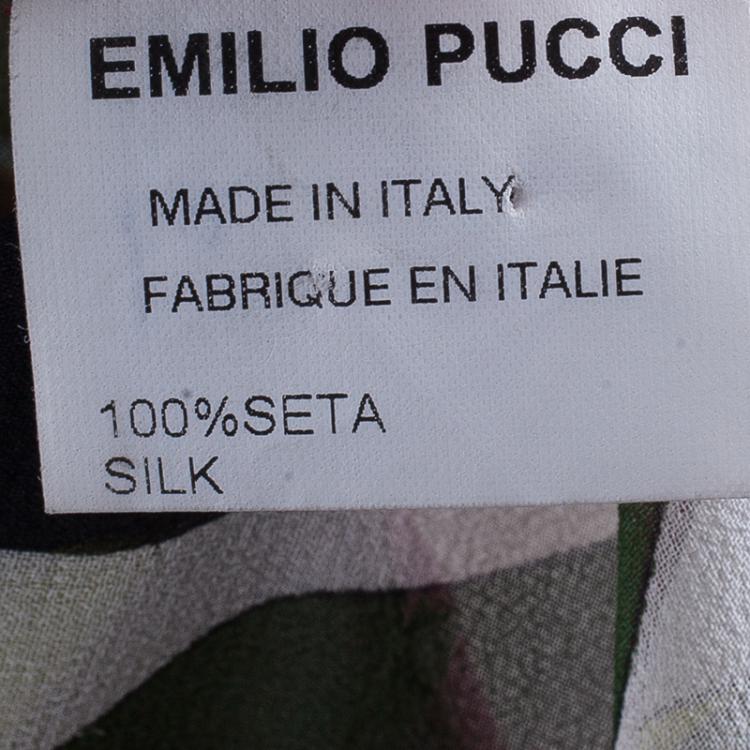 EMILIO PUCCI
MADE IN ITALY
FABRIQUE EN ITALIE
100%SETA
SILK